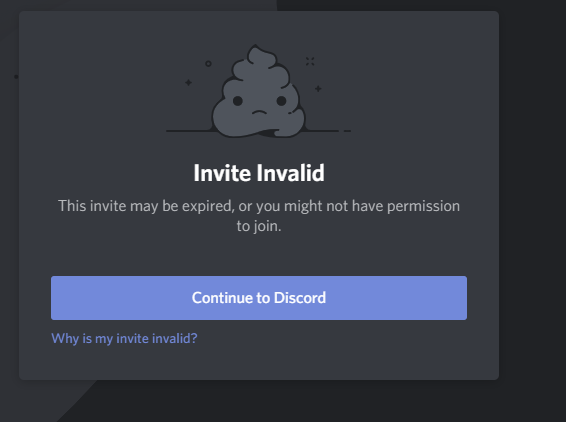 Invite Invalid
This invite may be expired, or you might not have permission
to join.
Continue to Discord
Why is my invite invalid?